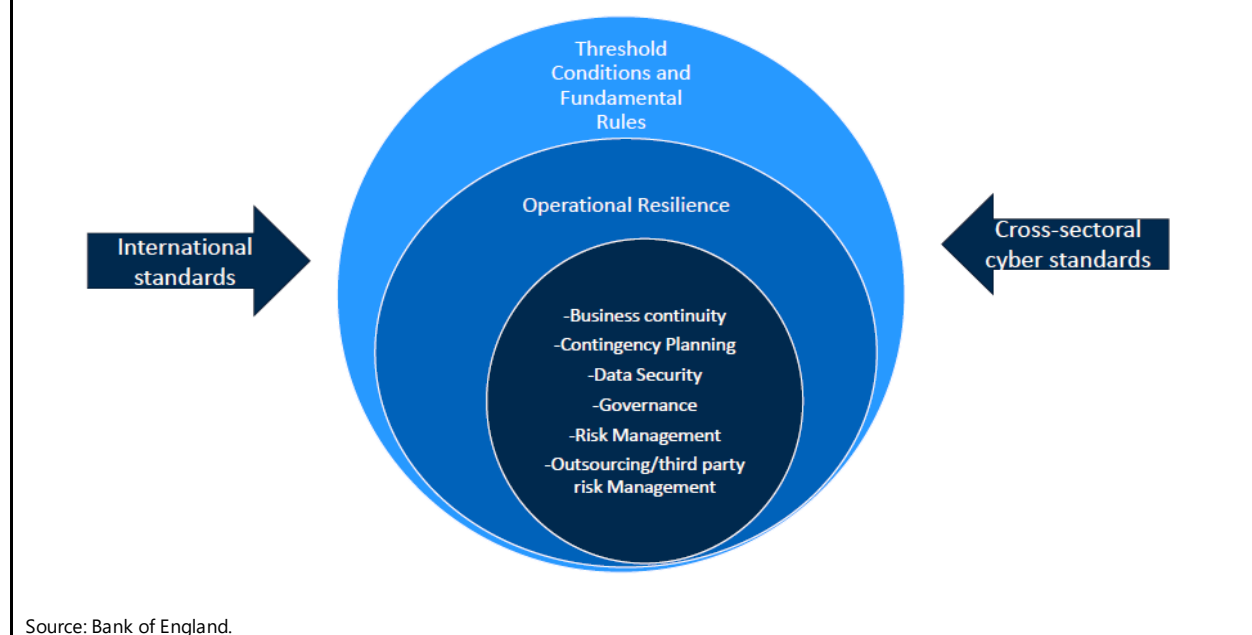 Threshold
Conditions and
Fundamental
Rules
Operational Resilience
International
standards
Cross-sectoral
cyber standards
-Business continuity
-Contingency Planning
-Data Security
-Governance
-Risk Management
-Outsourcing/third party
risk Management
Source: Bank of England.